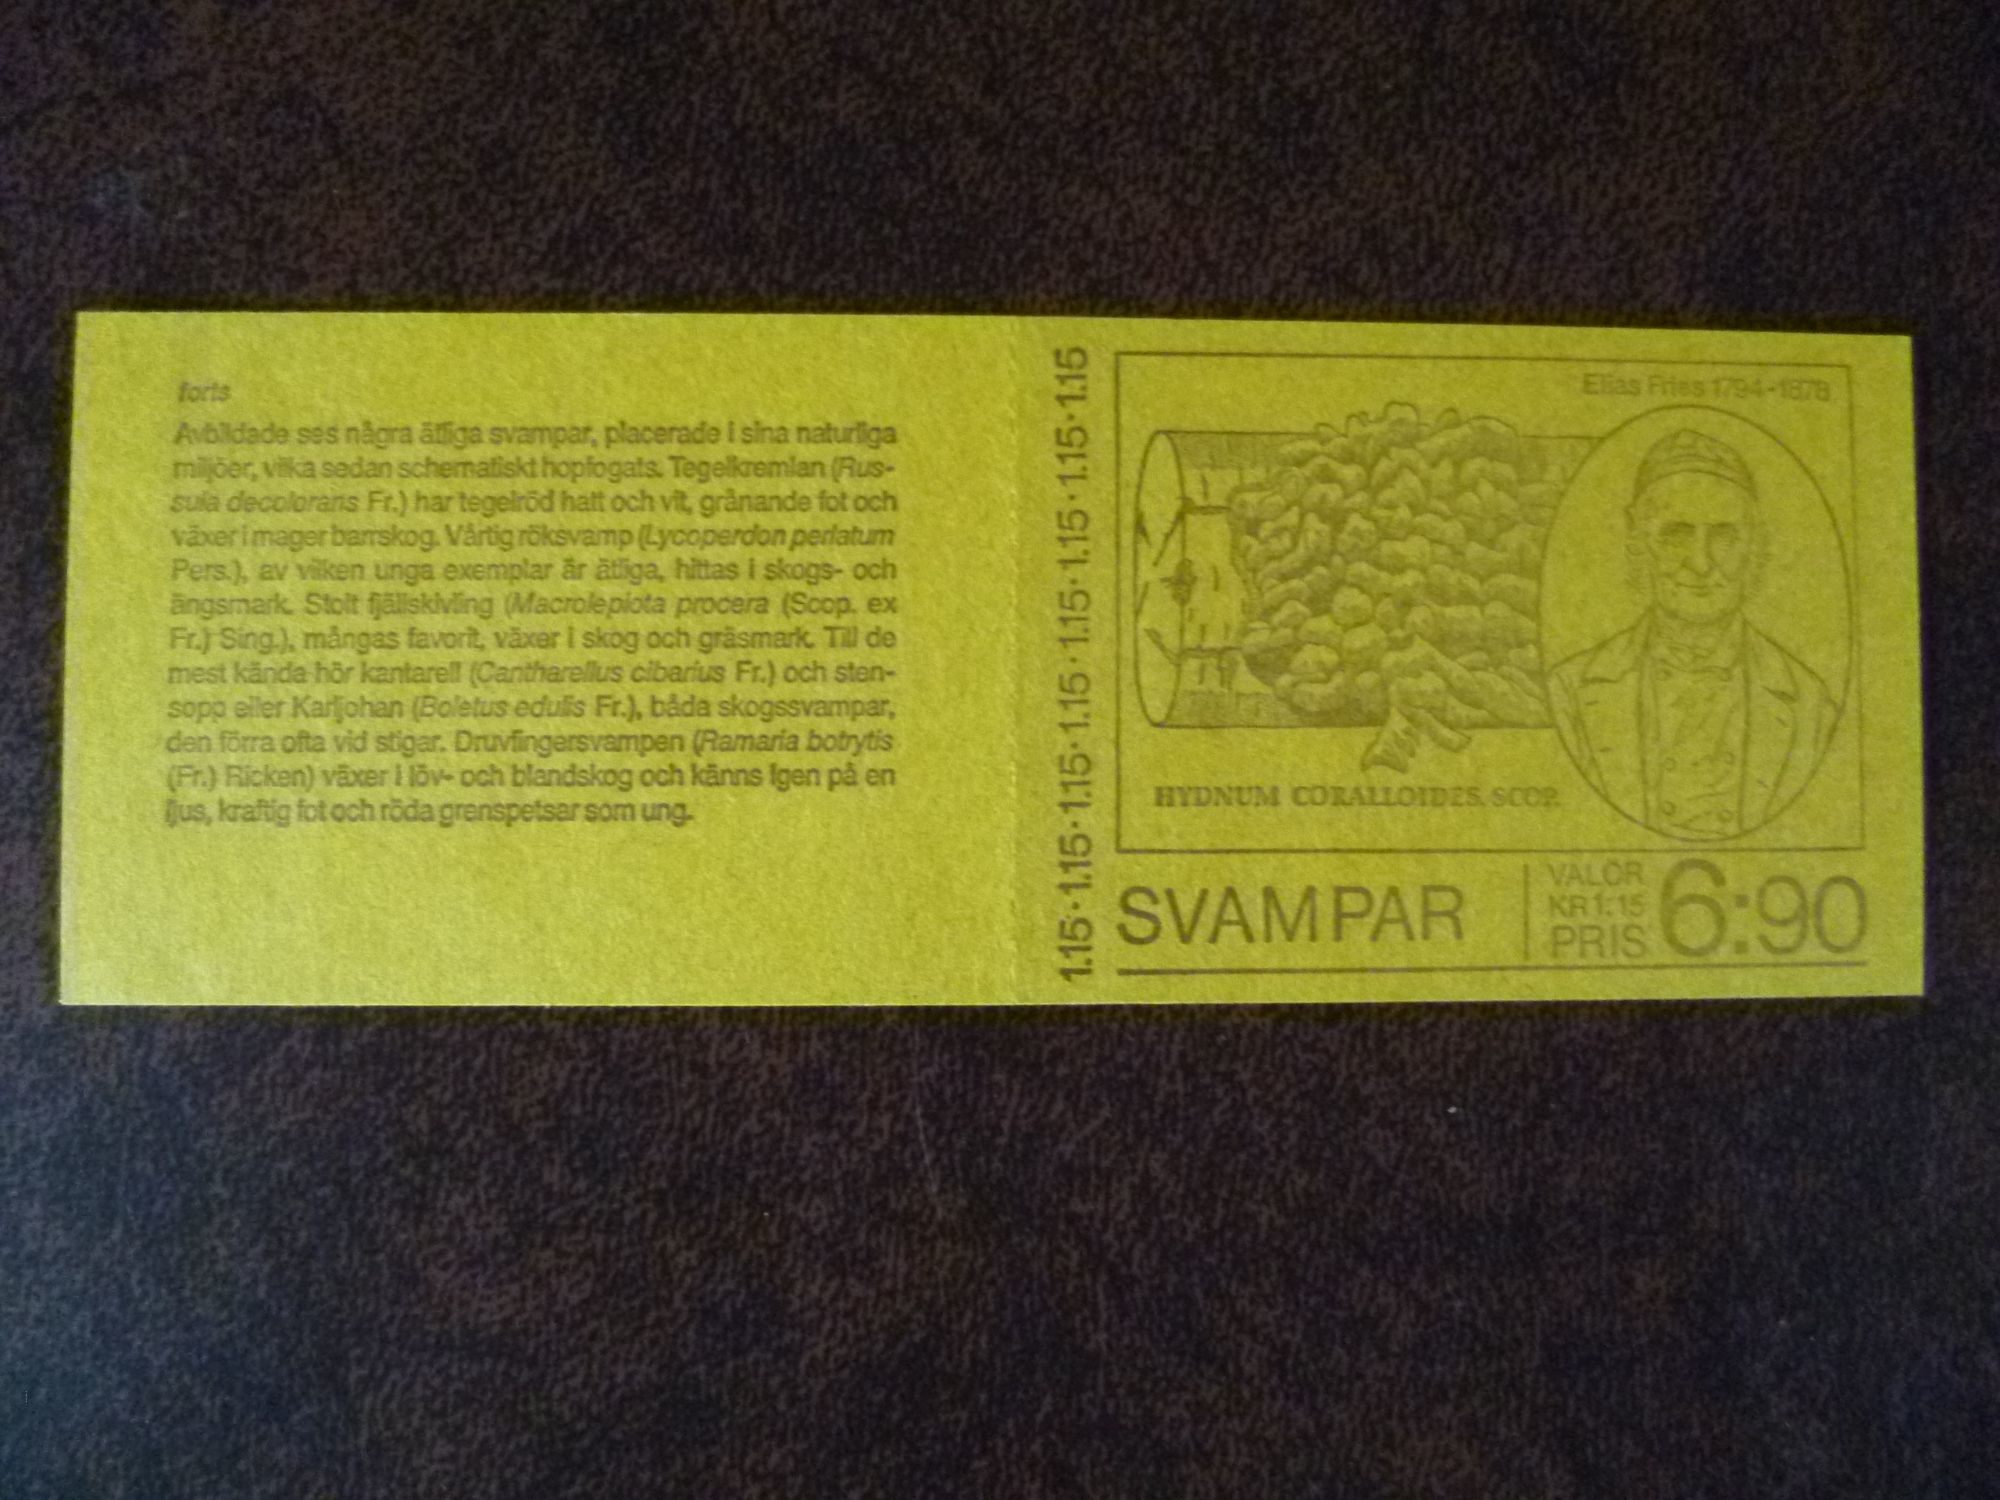 forts
Avbildade ses några ätliga svampar, placerade i sina naturliga
miljöer, vilka sedan schematiskt hopfogats. Tegelkremlan (Rus-
sula decolorans Fr.) har tegelröd hatt och vit, grånande fot och
växer i mager barrskog. Vårtig röksvamp (Lycoperdon perlatum
Pers.), av vilken unga exemplar är ätliga, hittas i skogs- och
ängsmark. Stolt fjällskivling (Macrolepiota procera (Scop. ex
Fr.) Sing.), mångas favorit, växer i skog och gräsmark. Till de
mest kända hör kantarell (Cantharellus cibarius Fr.) och sten-
sopp eller Karljohan (Boletus edulis Fr.), båda skogssvampar,
den förra ofta vid stigar. Druvfingersvampen (Ramaria botrytis
(Fr.) Ricken) växer i löv- och blandskog och känns igen på en
ljus, kraftig fot och röda grenspetsar som ung.
1.15·1.15·1.15·1.15·1.15·1.15·1.15·1.15
Elias Fries 1794-1878
HYDNUM CORALLOIDES. SCOP.
SVAMPAR
VALÖR
KR 1:15
PRIS 6:90